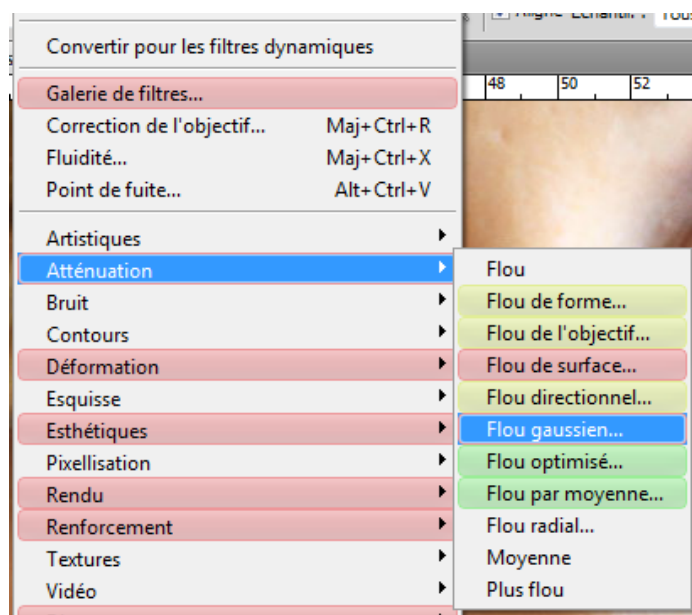 Aligné Echantil. : Tous
Convertir pour les filtres dynamiques
48 50 52
Galerie de filtres...
Correction de l'objectif... Maj+Ctrl+R
Fluidité... Maj+Ctrl+X
Point de fuite... Alt+Ctrl+V
Artistiques
Atténuation
Bruit
Contours
Déformation
Esquisse
Esthétiques
Pixellisation
Rendu
Renforcement
Textures
Vidéo
Flou
Flou de forme...
Flou de l'objectif...
Flou de surface...
Flou directionnel...
Flou gaussien...
Flou optimisé...
Flou par moyenne...
Flou radial...
Moyenne
Plus flou